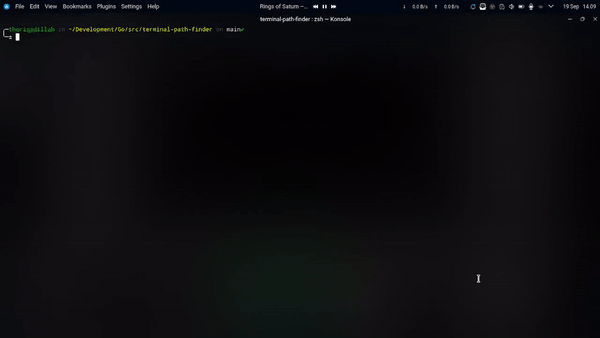 File Edit View Bookmarks Plugins Settings Help Rings of Saturn –... ↓ 0.0 B/s ↑ 0.0 B/s 19 Sep 14.09
terminal-path-finder : zsh — Konsole
in ~/Development/Go/src/terminal-path-finder on main